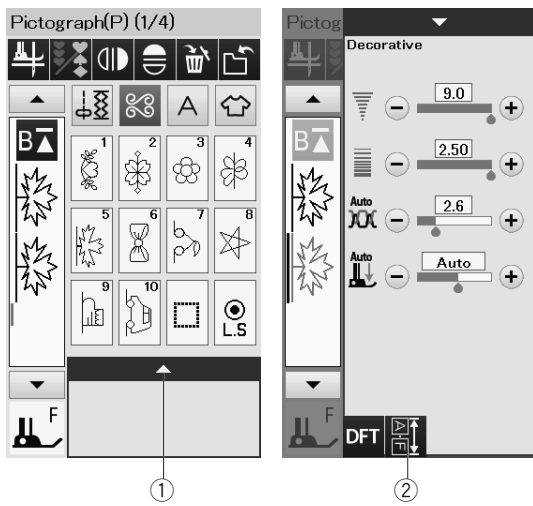 Pictograph(P) (1/4)
B
A
1
2
3
4
5
6
7
8
9
10
L.S
F
①
Pictog
Decorative
B
9.0
2.50
Auto
2.6
Auto
Auto
F
DFT
A
F
②